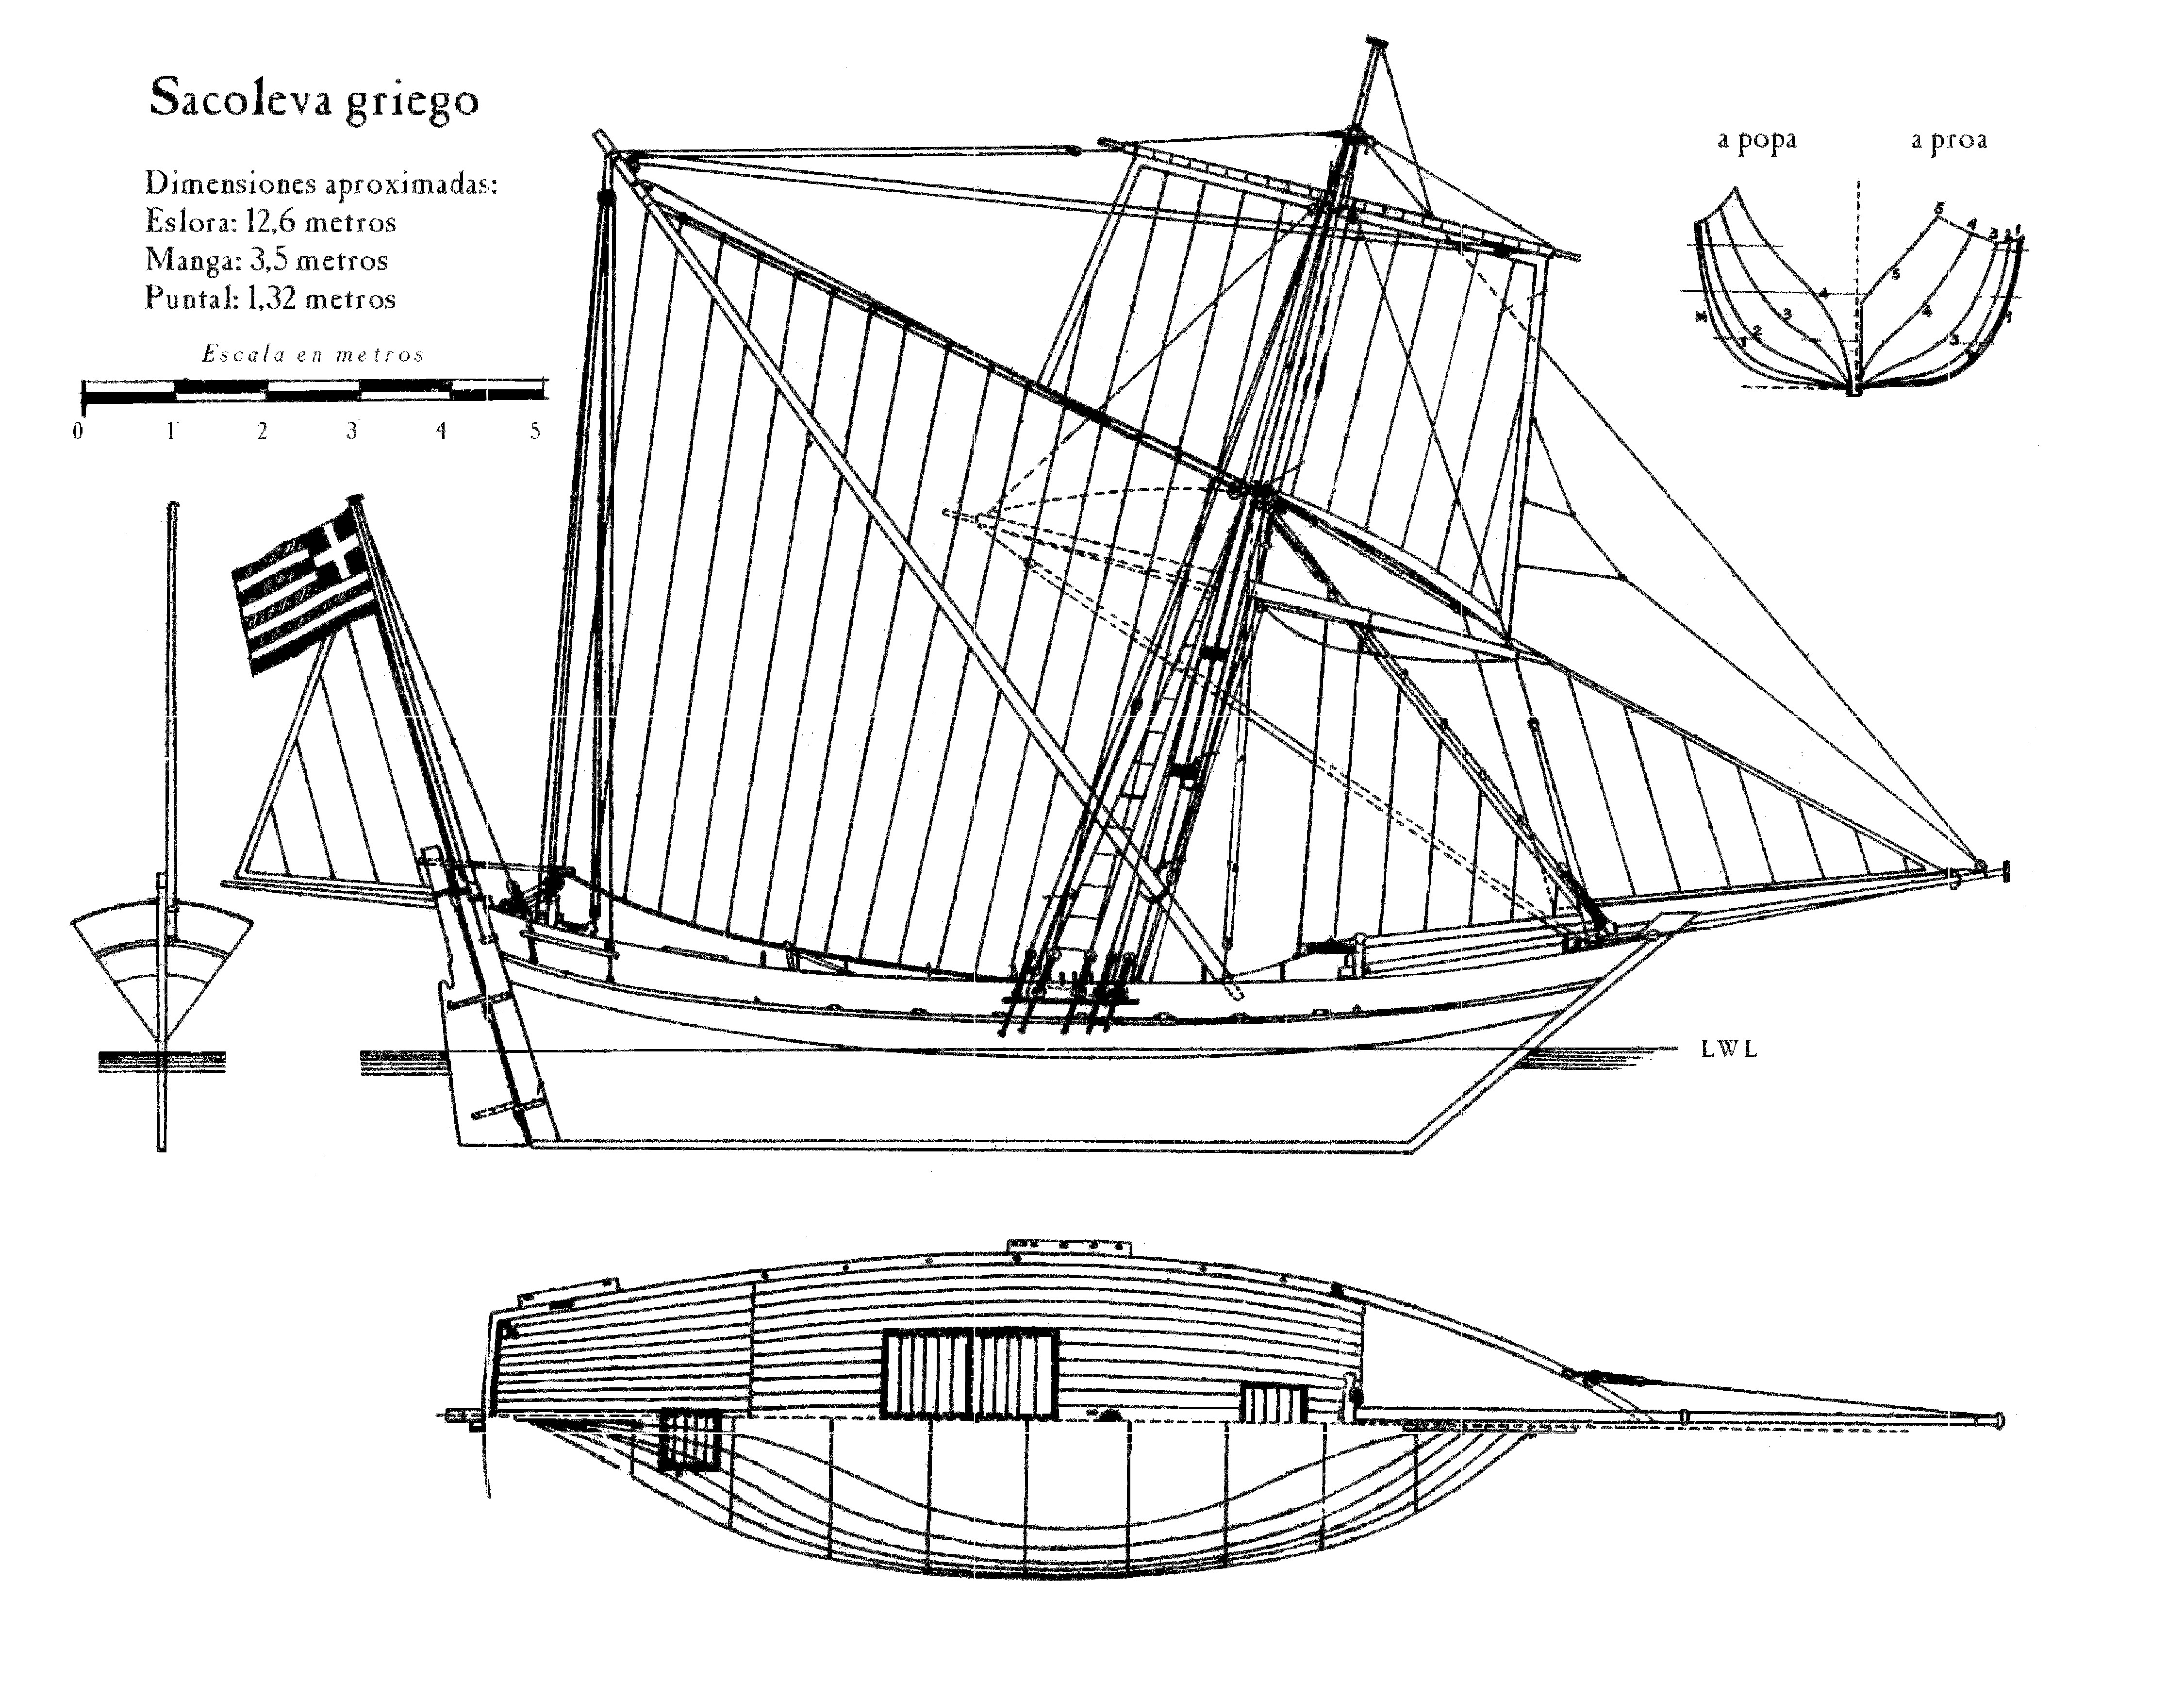 Sacoleva griego
Dimensiones aproximadas:
Eslora: 12,6 metros
Manga: 3,5 metros
Puntal: 1,32 metros
Escala en metros
0 1 2 3 4 5
a popa a proa
6
4
3 2 1
5
4
3
4
1
2
1
3
LWL